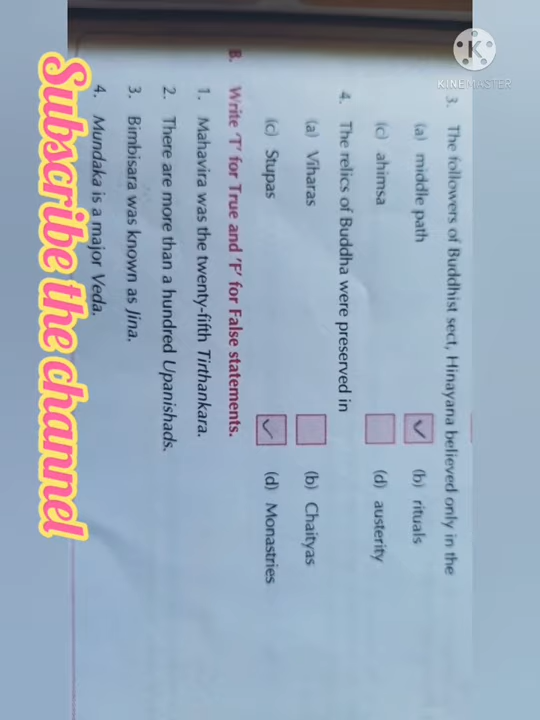 KINEMASTER
3. The followers of Buddhist sect, Hinayana believed only in the
(a) middle path (b) rituals
(c) ahimsa (d) austerity
4. The relics of Buddha were preserved in
(a) Viharas (b) Chaityas
(c) Stupas (d) Monastries
B. Write 'T' for True and 'F' for False statements.
1. Mahavira was the twenty-fifth Tirthankara.
2. There are more than a hundred Upanishads.
3. Bimbisara was known as Jina.
4. Mundaka is a major Veda.
Subscribe the channel